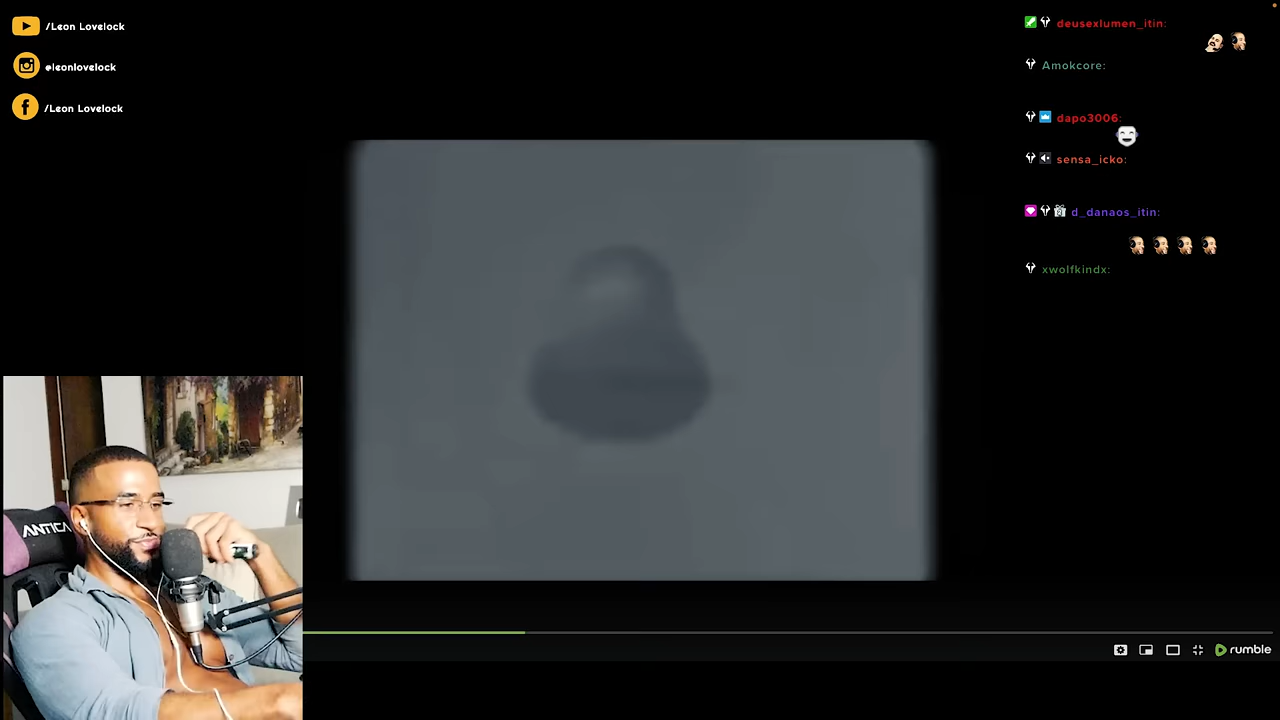 /Leon Lovelock
@leonlovelock
/Leon Lovelock
deusexlumen_itin:
Amokcore:
dapo3006:
sensa_icko:
d_danaos_itin:
xwolfkindx:
ANTICA
rumble